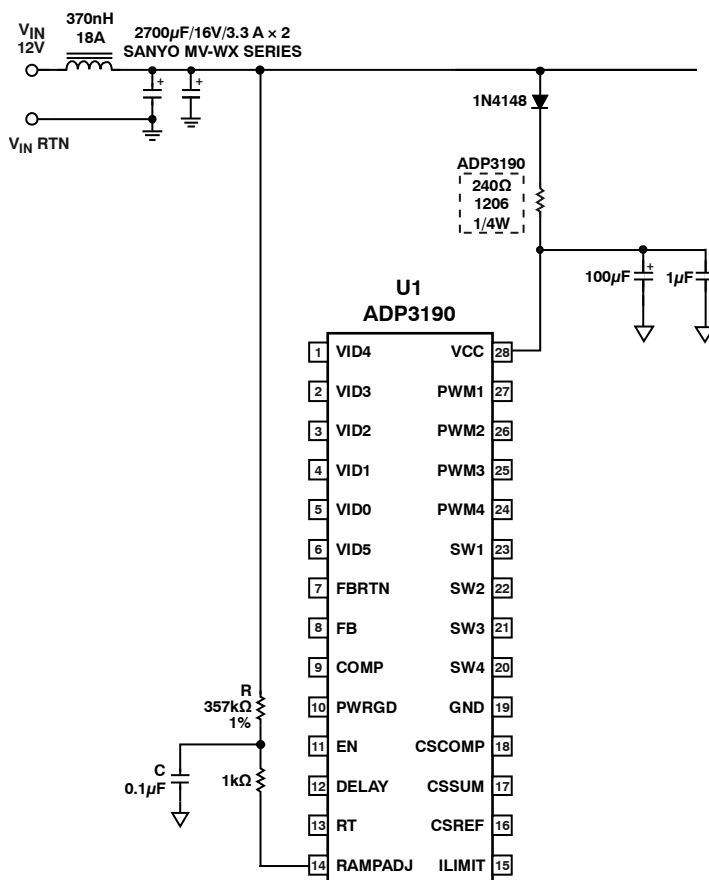 370nH
18A
V_IN
12V
2700µF/16V/3.3 A × 2
SANYO MV-WX SERIES
V_IN RTN
1N4148
ADP3190
240Ω
1206
1/4W
100µF
+
1µF
+
+
U1
ADP3190
1 VID4 VCC 28
2 VID3 PWM1 27
3 VID2 PWM2 26
4 VID1 PWM3 25
5 VID0 PWM4 24
6 VID5 SW1 23
7 FBRTN SW2 22
8 FB SW3 21
9 COMP SW4 20
10 PWRGD GND 19
11 EN CSCOMP 18
12 DELAY CSSUM 17
13 RT CSREF 16
14 RAMPADJ ILIMIT 15
R
357kΩ
1%
C
0.1µF
1kΩ